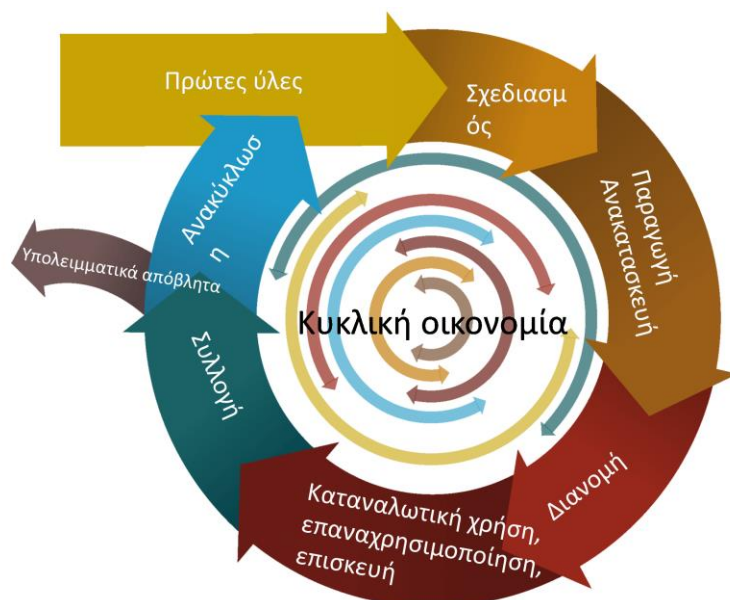 Πρώτες ύλες
Σχεδιασμ
ός
Παραγωγή
Ανακατασκευή
Διανομή
Καταναλωτική χρήση,
επαναχρησιμοποίηση,
επισκευή
Συλλογή
Ανακύκλωσ
η
Υπολειμματικά απόβλητα
Κυκλική οικονομία